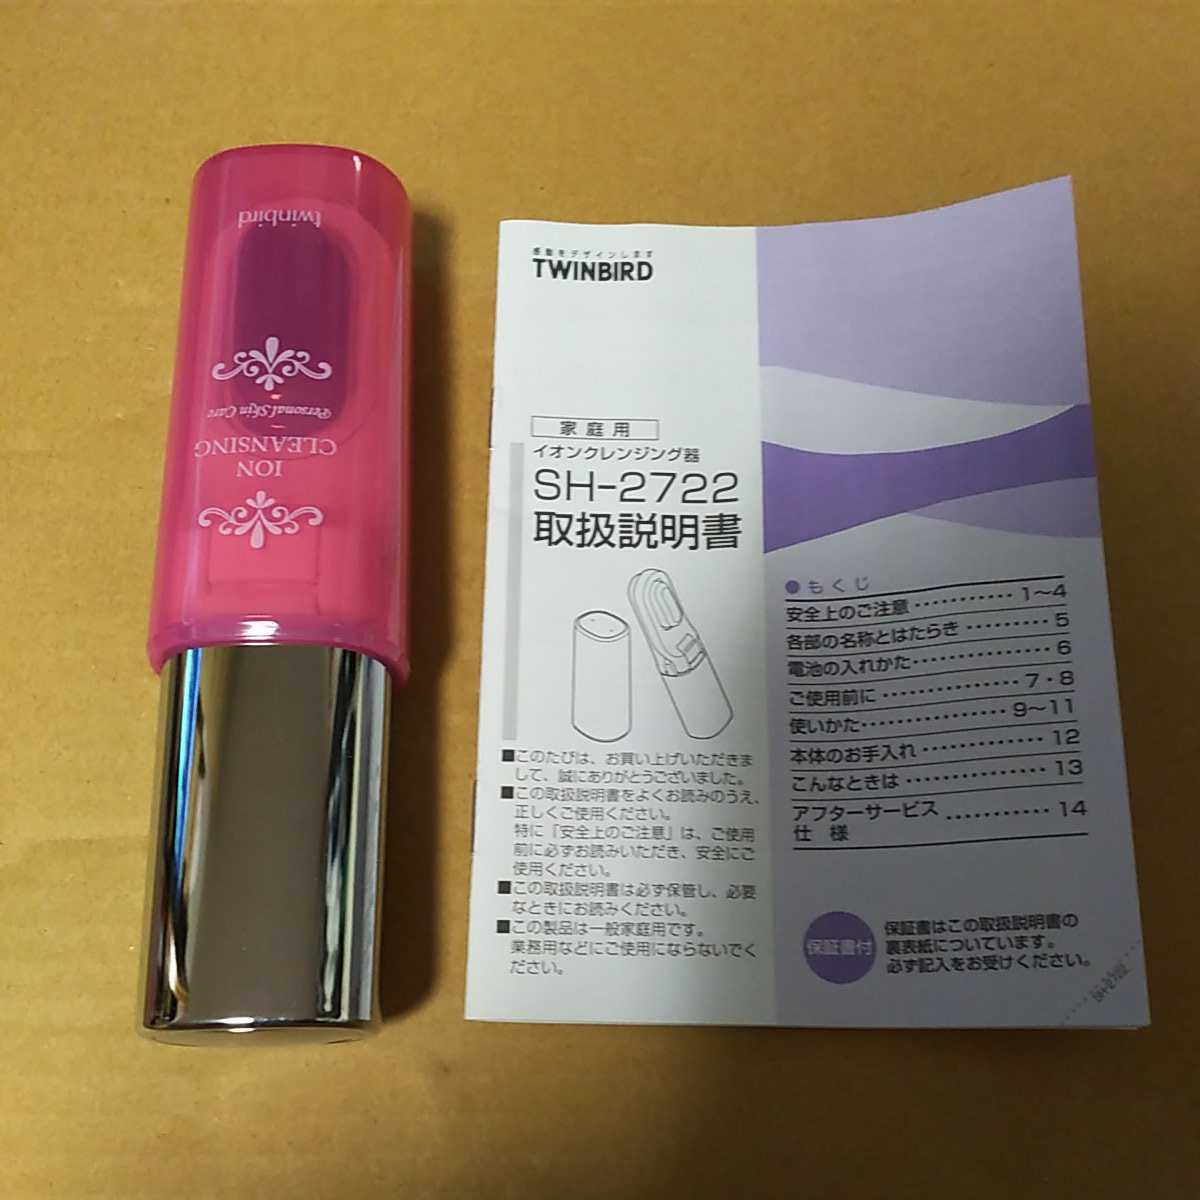 twinbird
Personal Skin Care
ION
CLEANSING
感動をデザインします
TWINBIRD
家庭用
イオンクレンジング器
SH-2722
取扱説明書
■このたびは、お買い上げいただきま
して、誠にありがとうございました。
■この取扱説明書をよくお読みのうえ、
正しくご使用ください。
特に「安全上のご注意」は、ご使用
前に必ずお読みいただき、安全にご
使用ください。
■この取扱説明書は必ず保管し、必要
なときにお読みください。
■この製品は一般家庭用です。
業務用などにご使用にならないでく
ださい。
●もくじ
安全上のご注意 ・・・・・・・・・・・ 1〜4
各部の名称とはたらき ・・・・・・・・・ 5
電池の入れかた・・・・・・・・・・・・・ 6
ご使用前に ・・・・・・・・・・・・・ 7・8
使いかた・・・・・・・・・・・・・・ 9〜11
本体のお手入れ ・・・・・・・・・・・・ 12
こんなときは ・・・・・・・・・・・・・ 13
アフターサービス ・・・・・・・・・・ 14
仕 様
保証書付
保証書はこの取扱説明書の
裏表紙についています。
必ず記入をお受けください。
SH-2722